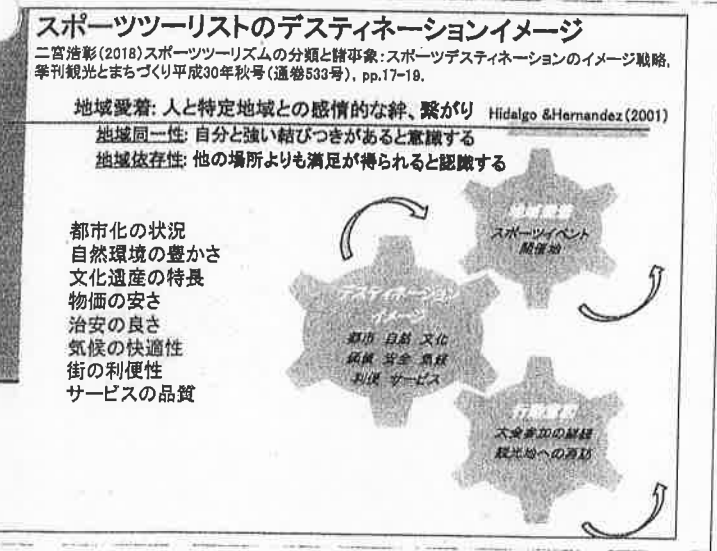 スポーツツーリストのデスティネーションイメージ
二宮浩彰(2018)スポーツツーリズムの分類と諸事象:スポーツデスティネーションのイメージ戦略,
季刊観光とまちづくり平成30年秋号(通巻533号), pp.17-19.
地域愛着: 人と特定地域との感情的な絆、繋がり Hidalgo &Hernandez(2001)
地域同一性: 自分と強い結びつきがあると意識する
地域依存性: 他の場所よりも満足が得られると認識する
都市化の状況
自然環境の豊かさ
文化遺産の特長
物価の安さ
治安の良さ
気候の快適性
街の利便性
サービスの品質
地域愛着
スポーツイベント
開催地
デスティネーション
イメージ
都市 自然 文化
価値 安全 気候
利便 サービス
行動意図
大会参加の継続
観光地への再訪